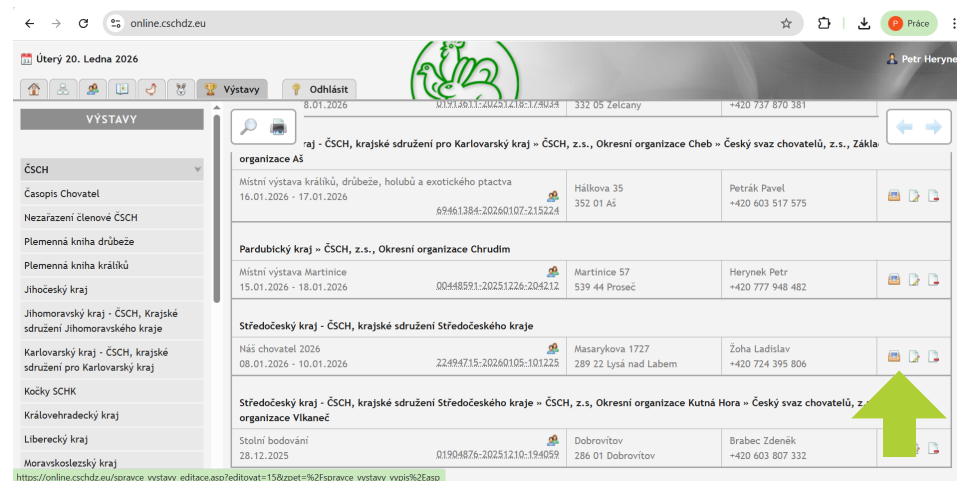 online.cschdz.eu
P Práce
Úterý 20. Ledna 2026
Petr Heryne
Výstavy
Odhlásit
VÝSTAVY
ČSCH
Časopis Chovatel
Nezařazení členové ČSCH
Plemenná kniha drůbeže
Plemenná kniha králíků
Jihočeský kraj
Jihomoravský kraj - ČSCH, Krajské
sdružení Jihomoravského kraje
Karlovarský kraj - ČSCH, krajské
sdružení pro Karlovarský kraj
Kočky SCHK
Královehradecký kraj
Liberecký kraj
Moravskoslezský kraj
8.01.2026 01913611-20251218-174034 332 05 Zelcany +420 737 870 381
raj - ČSCH, krajské sdružení pro Karlovarský kraj » ČSCH, z.s., Okresní organizace Cheb » Český svaz chovatelů, z.s., Zákla
organizace Aš
Místní výstava králíků, drůbeže, holubů a exotického ptactva Hálkova 35 Petrák Pavel
16.01.2026 - 17.01.2026 69461384-20260107-215224 352 01 Aš +420 603 517 575
Pardubický kraj » ČSCH, z.s., Okresní organizace Chrudim
Místní výstava Martinice Martinice 57 Herynek Petr
15.01.2026 - 18.01.2026 00448591-20251226-204212 539 44 Proseč +420 777 948 482
Středočeský kraj - ČSCH, krajské sdružení Středočeského kraje
Náš chovatel 2026 Masarykova 1727 Žoha Ladislav
08.01.2026 - 10.01.2026 22494715-20260105-101225 289 22 Lysá nad Labem +420 724 395 806
Středočeský kraj - ČSCH, krajské sdružení Středočeského kraje » ČSCH, z.s, Okresní organizace Kutná Hora » Český svaz chovatelů, z.
organizace Vlkaneč
Stolní bodování Dobrovítov Brabec Zdeněk
28.12.2025 01904876-20251210-194059 286 01 Dobrovítov +420 603 807 332
https://online.cschdz.eu/spravce_vystavy_editace.asp?editovat=15&zpet=%2Fspravce_vystavy_vypis%2Easp